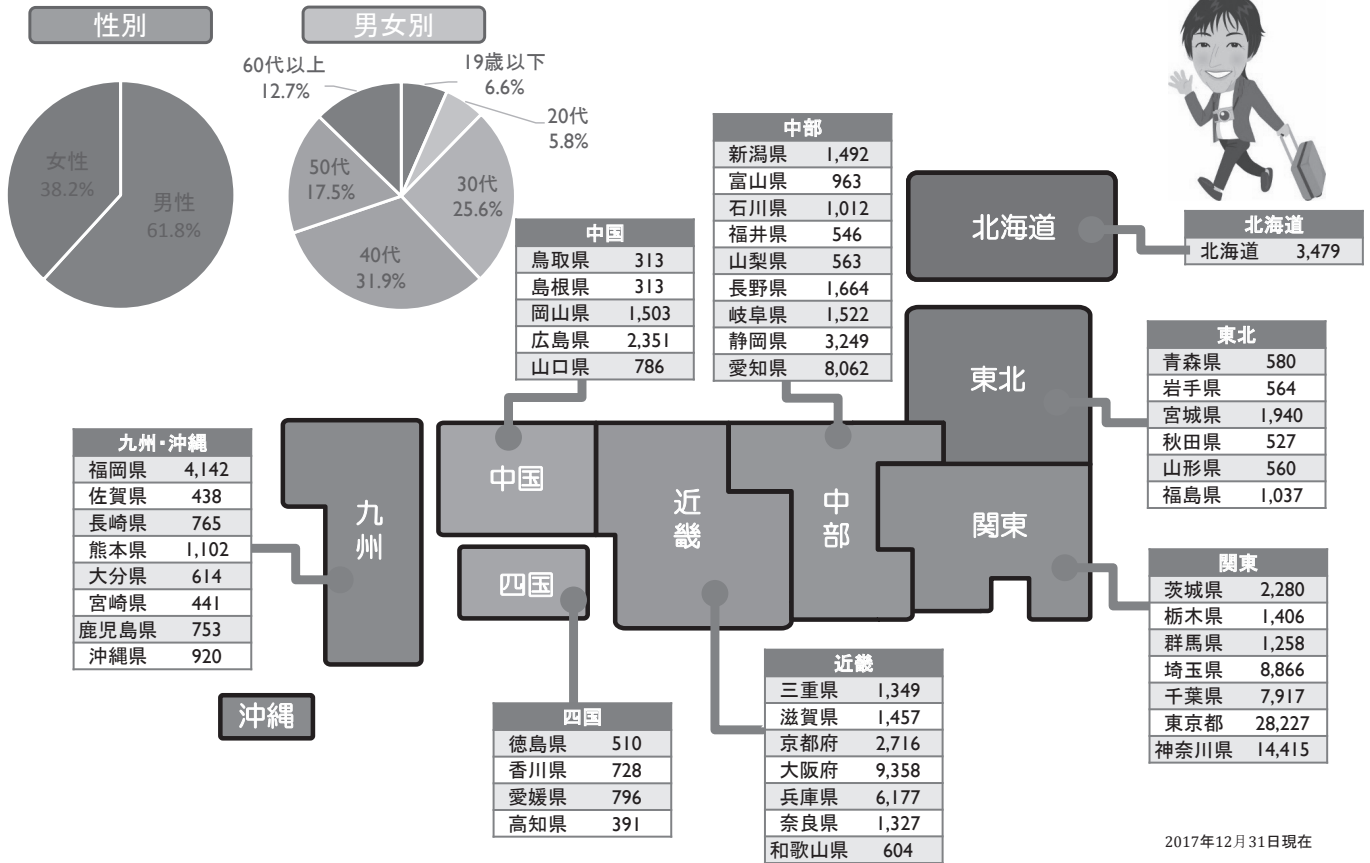 性別
女性
38.2%
男性
61.8%
男女別
60代以上
12.7%
19歳以下
6.6%
20代
5.8%
30代
25.6%
40代
31.9%
50代
17.5%
中国
鳥取県 313
島根県 313
岡山県 1,503
広島県 2,351
山口県 786
中部
新潟県 1,492
富山県 963
石川県 1,012
福井県 546
山梨県 563
長野県 1,664
岐阜県 1,522
静岡県 3,249
愛知県 8,062
北海道
北海道
北海道 3,479
東北
東北
青森県 580
岩手県 564
宮城県 1,940
秋田県 527
山形県 560
福島県 1,037
九州・沖縄
福岡県 4,142
佐賀県 438
長崎県 765
熊本県 1,102
大分県 614
宮崎県 441
鹿児島県 753
沖縄県 920
九州
中国
四国
近畿
中部
関東
沖縄
関東
茨城県 2,280
栃木県 1,406
群馬県 1,258
埼玉県 8,866
千葉県 7,917
東京都 28,227
神奈川県 14,415
四国
徳島県 510
香川県 728
愛媛県 796
高知県 391
近畿
三重県 1,349
滋賀県 1,457
京都府 2,716
大阪府 9,358
兵庫県 6,177
奈良県 1,327
和歌山県 604
2017年12月31日現在